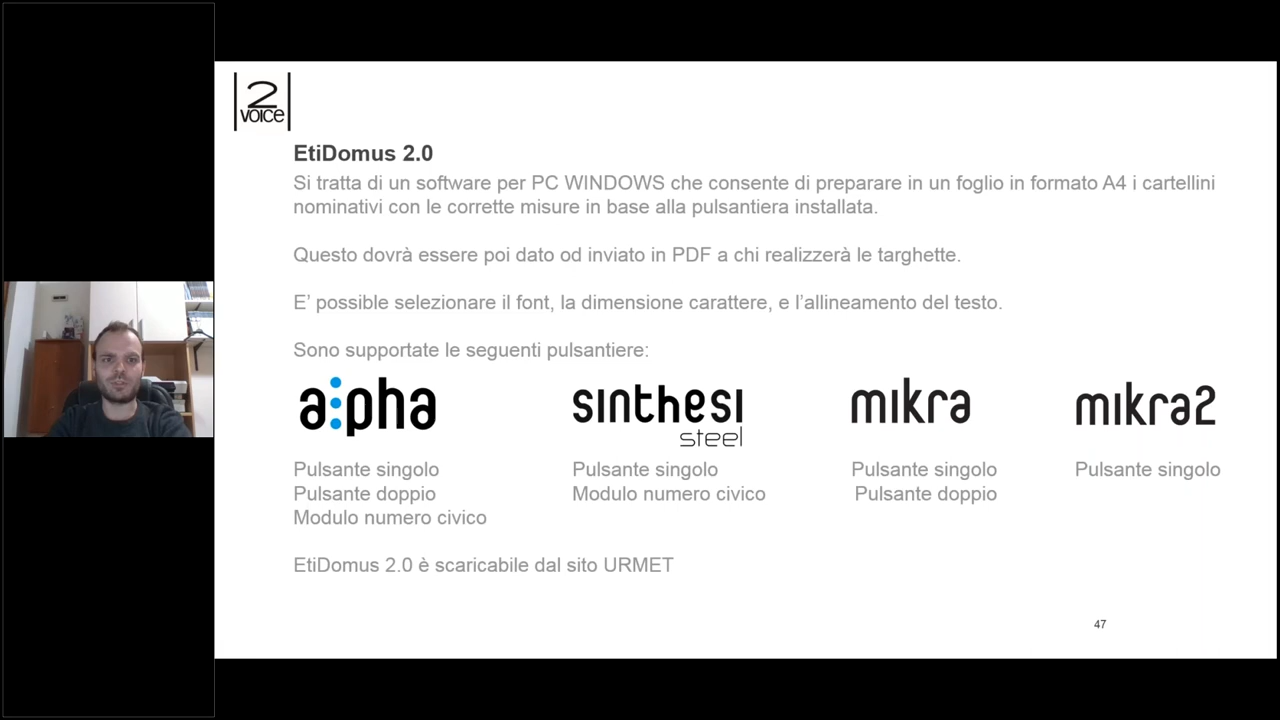 2
VOICE
EtiDomus 2.0
Si tratta di un software per PC WINDOWS che consente di preparare in un foglio in formato A4 i cartellini
nominativi con le corrette misure in base alla pulsantiera installata.
Questo dovrà essere poi dato od inviato in PDF a chi realizzerà le targhette.
E' possible selezionare il font, la dimensione carattere, e l'allineamento del testo.
Sono supportate le seguenti pulsantiere:
alpha
sinthesi
steel
mikra
mikra2
Pulsante singolo
Pulsante doppio
Modulo numero civico
Pulsante singolo
Modulo numero civico
Pulsante singolo
Pulsante doppio
Pulsante singolo
EtiDomus 2.0 è scaricabile dal sito URMET
47